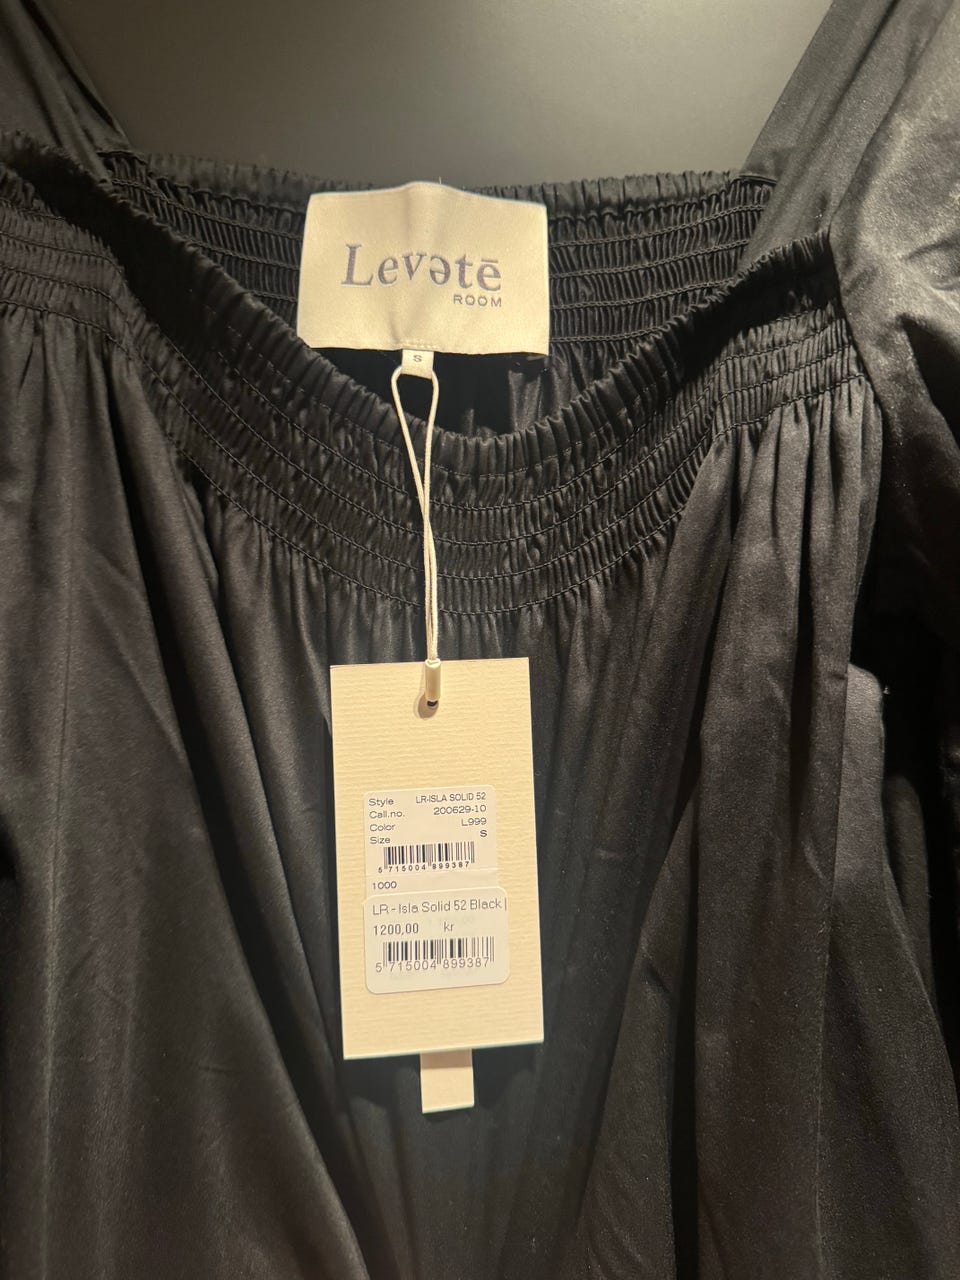 Levətē
ROOM
S
Style LR-ISLA SOLID 52
Call.no. 200629-10
Color L999
Size S
5 715004 899387
1000
LR - Isla Solid 52 Black |
1200,00 kr
5 715004 899387